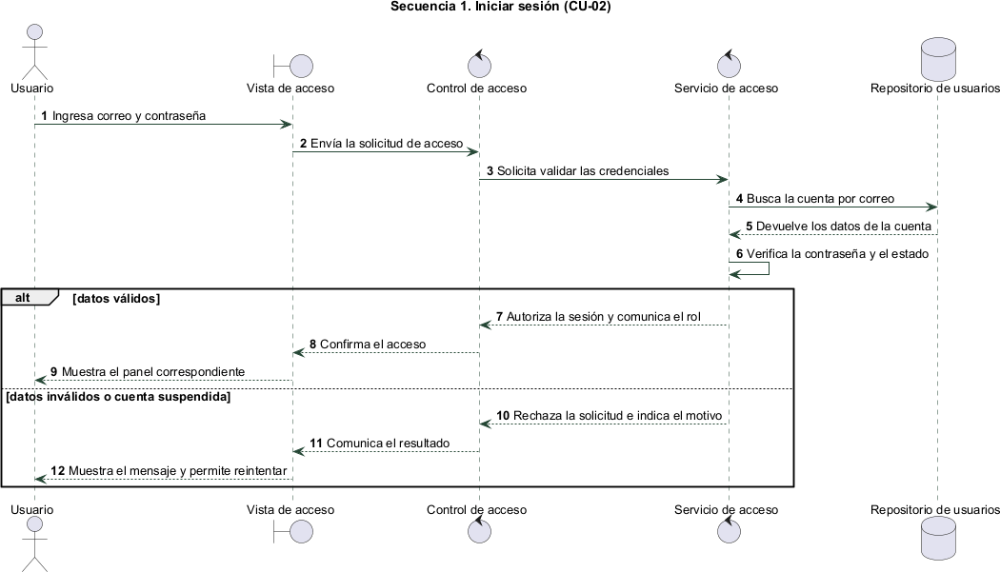 Secuencia 1. Iniciar sesión (CU-02)
Usuario
Vista de acceso
Control de acceso
Servicio de acceso
Repositorio de usuarios
1 Ingresa correo y contraseña
2 Envía la solicitud de acceso
3 Solicita validar las credenciales
4 Busca la cuenta por correo
5 Devuelve los datos de la cuenta
6 Verifica la contraseña y el estado
alt [datos válidos]
7 Autoriza la sesión y comunica el rol
8 Confirma el acceso
9 Muestra el panel correspondiente
[datos inválidos o cuenta suspendida]
10 Rechaza la solicitud e indica el motivo
11 Comunica el resultado
12 Muestra el mensaje y permite reintentar
Usuario
Vista de acceso
Control de acceso
Servicio de acceso
Repositorio de usuarios